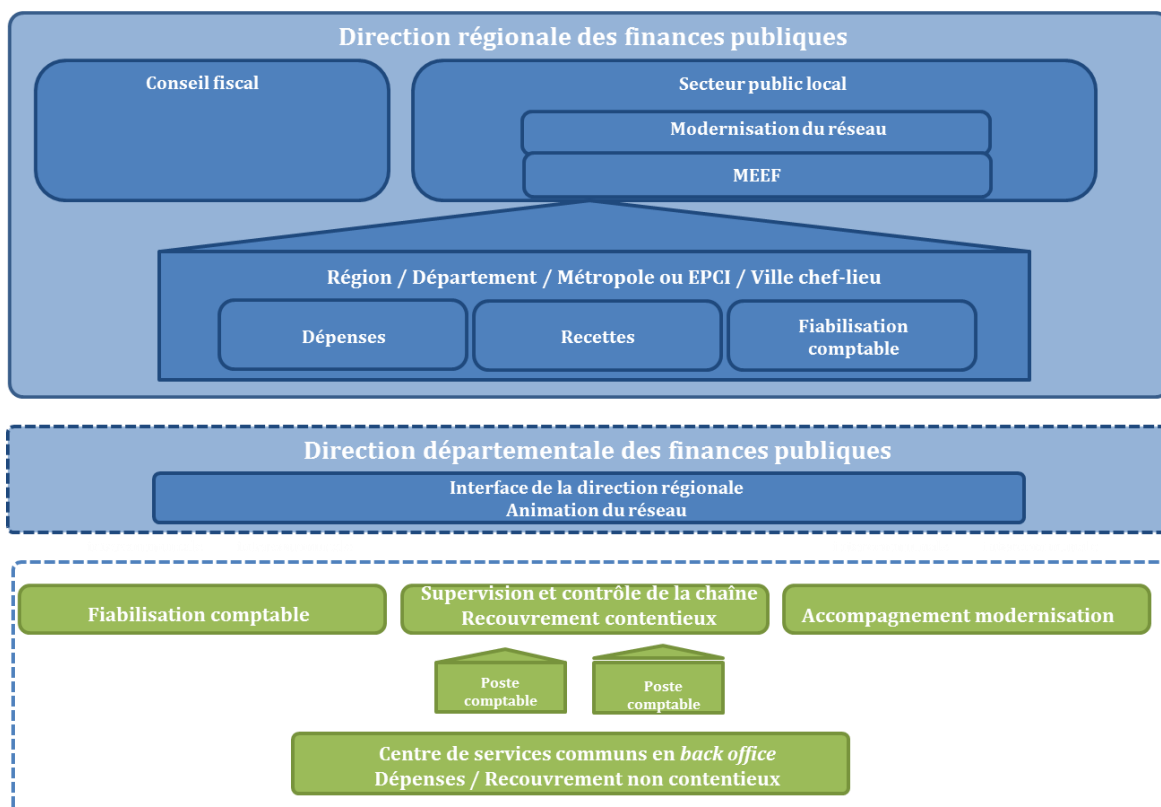 Direction régionale des finances publiques
Conseil fiscal
Secteur public local
Modernisation du réseau
MEEF
Région / Département / Métropole ou EPCI / Ville chef-lieu
Dépenses
Recettes
Fiabilisation
comptable
Direction départementale des finances publiques
Interface de la direction régionale
Animation du réseau
Fiabilisation comptable
Supervision et contrôle de la chaîne
Recouvrement contentieux
Accompagnement modernisation
Poste
comptable
Poste
comptable
Centre de services communs en back office
Dépenses / Recouvrement non contentieux